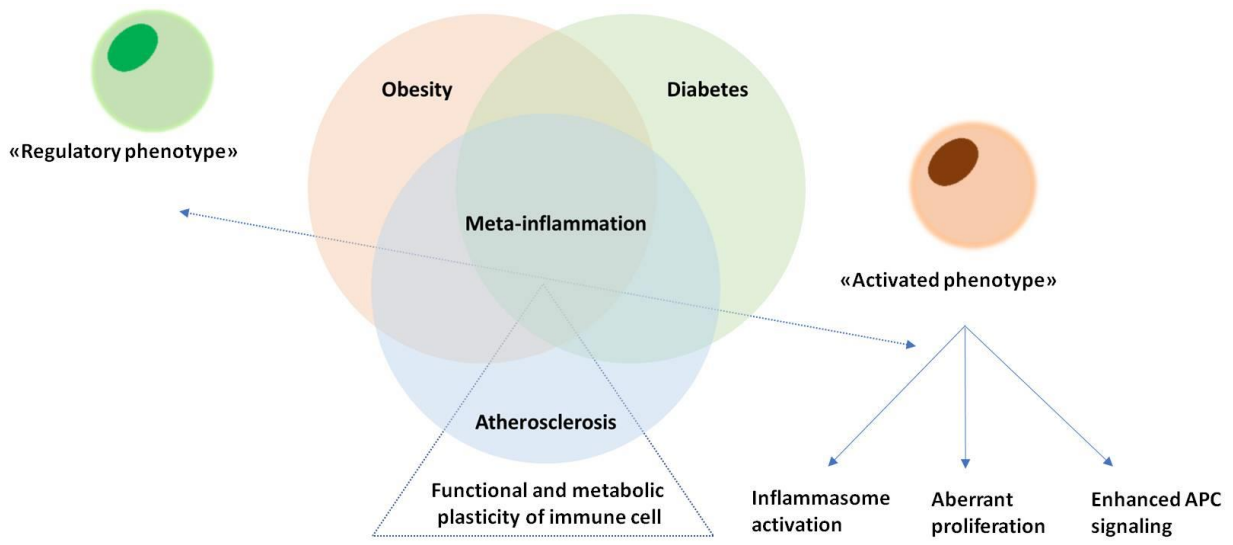 Obesity
Diabetes
«Regulatory phenotype»
Meta-inflammation
«Activated phenotype»
Atherosclerosis
Functional and metabolic
plasticity of immune cell
Inflammasome
activation
Aberrant
proliferation
Enhanced APC
signaling